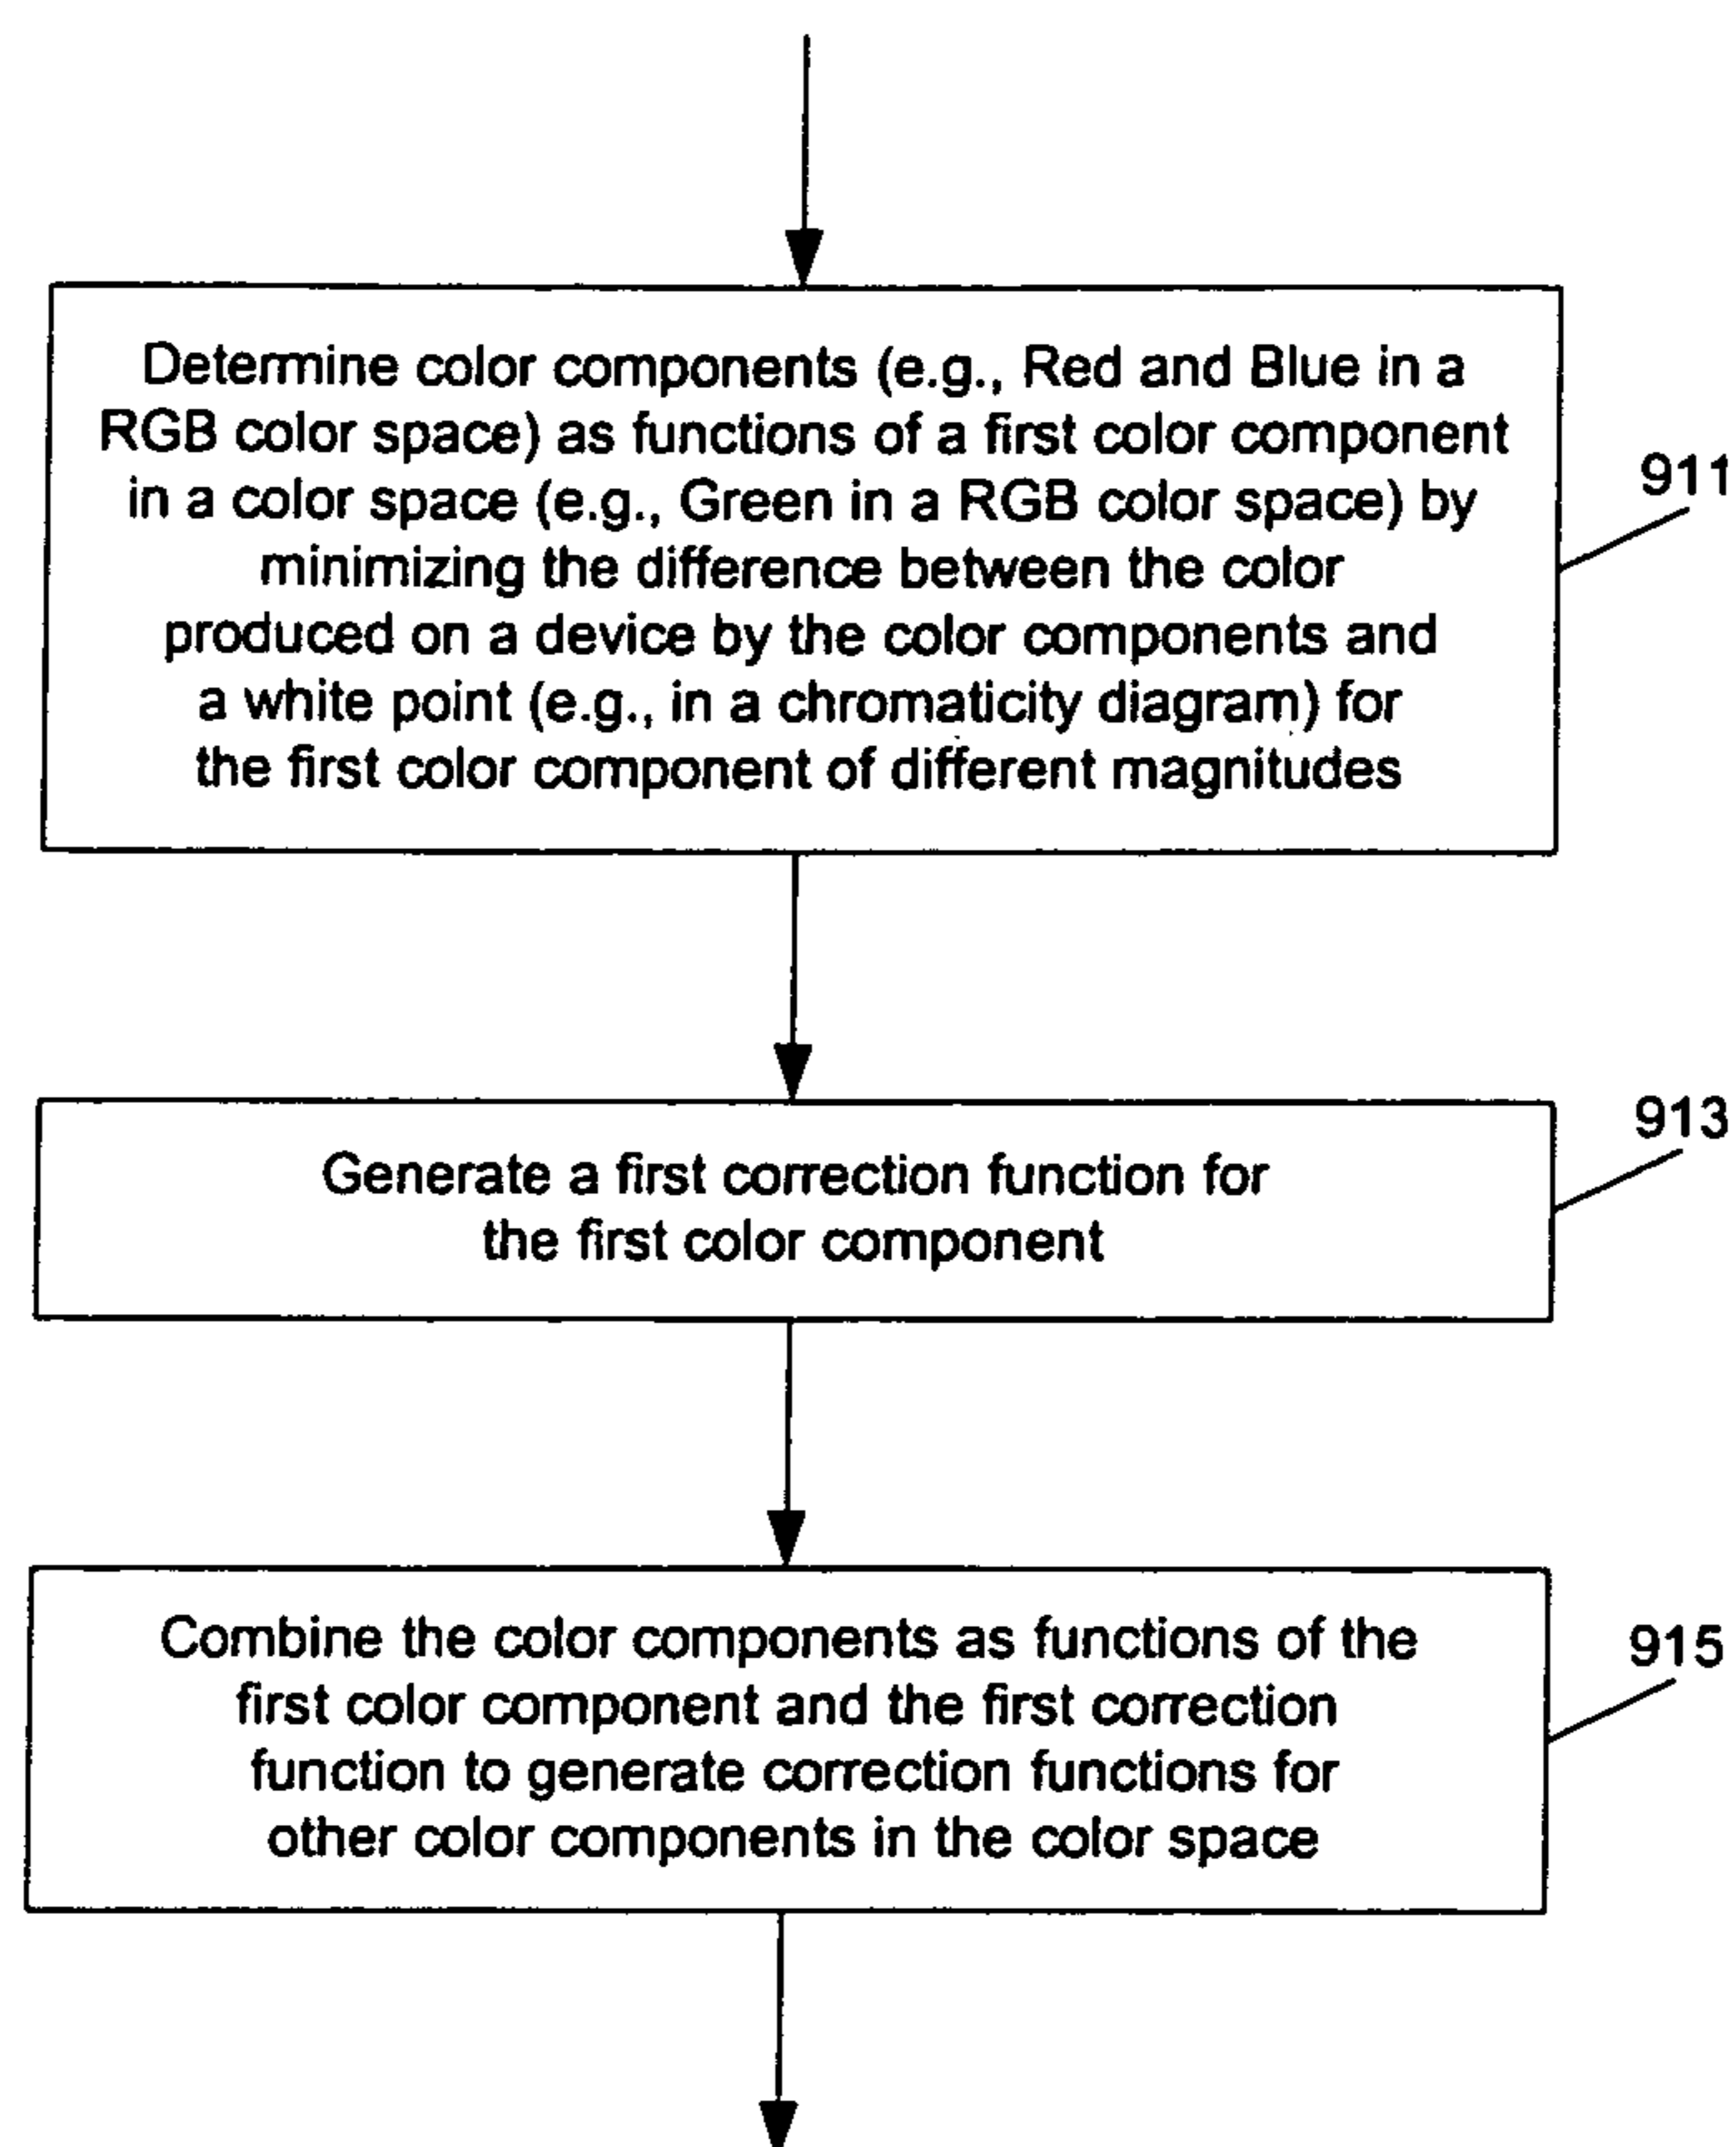 Determine color components (e.g., Red and Blue in a
RGB color space) as functions of a first color component
in a color space (e.g., Green in a RGB color space) by
minimizing the difference between the color
produced on a device by the color components and
a white point (e.g., in a chromaticity diagram) for
the first color component of different magnitudes
911
Generate a first correction function for
the first color component
913
Combine the color components as functions of the
first color component and the first correction
function to generate correction functions for
other color components in the color space
915